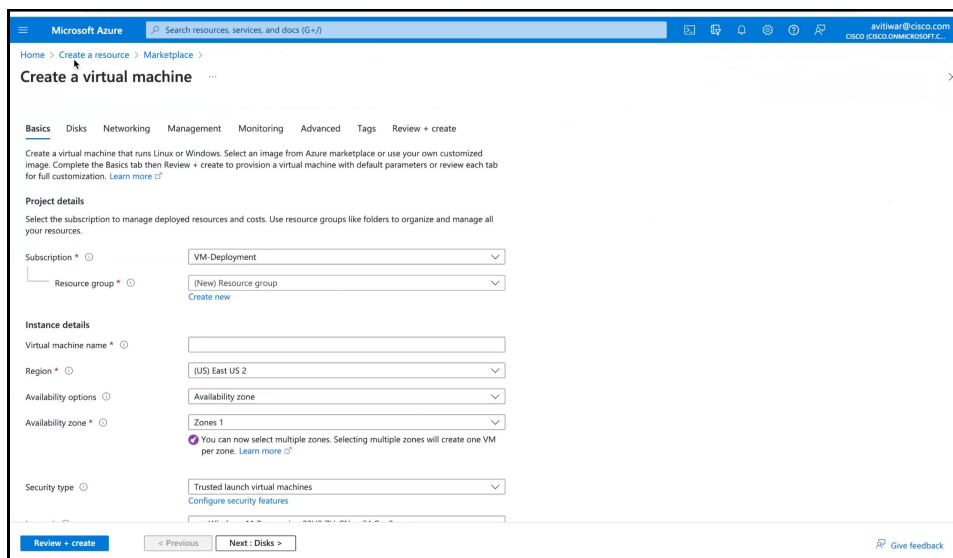 Microsoft Azure
Search resources, services, and docs (G+/)
avitiwar@cisco.com
CISCO (CISCO.ONMICROSOFT.C...
Home > Create a resource > Marketplace >
Create a virtual machine ...
Basics Disks Networking Management Monitoring Advanced Tags Review + create
Create a virtual machine that runs Linux or Windows. Select an image from Azure marketplace or use your own customized
image. Complete the Basics tab then Review + create to provision a virtual machine with default parameters or review each tab
for full customization. Learn more
Project details
Select the subscription to manage deployed resources and costs. Use resource groups like folders to organize and manage all
your resources.
Subscription *
VM-Deployment
Resource group *
(New) Resource group
Create new
Instance details
Virtual machine name *
Region *
(US) East US 2
Availability options
Availability zone
Availability zone *
Zones 1
You can now select multiple zones. Selecting multiple zones will create one VM
per zone. Learn more
Security type
Trusted launch virtual machines
Configure security features
Review + create
< Previous
Next : Disks >
Give feedback